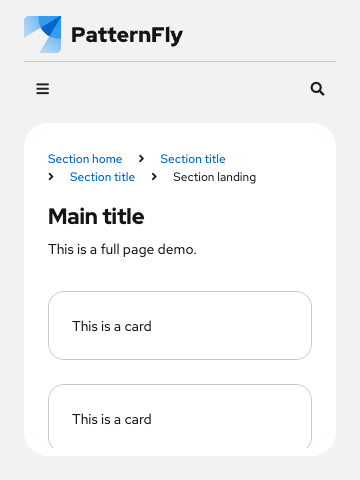 PatternFly
Section home > Section title
> Section title > Section landing
Main title
This is a full page demo.
This is a card
This is a card